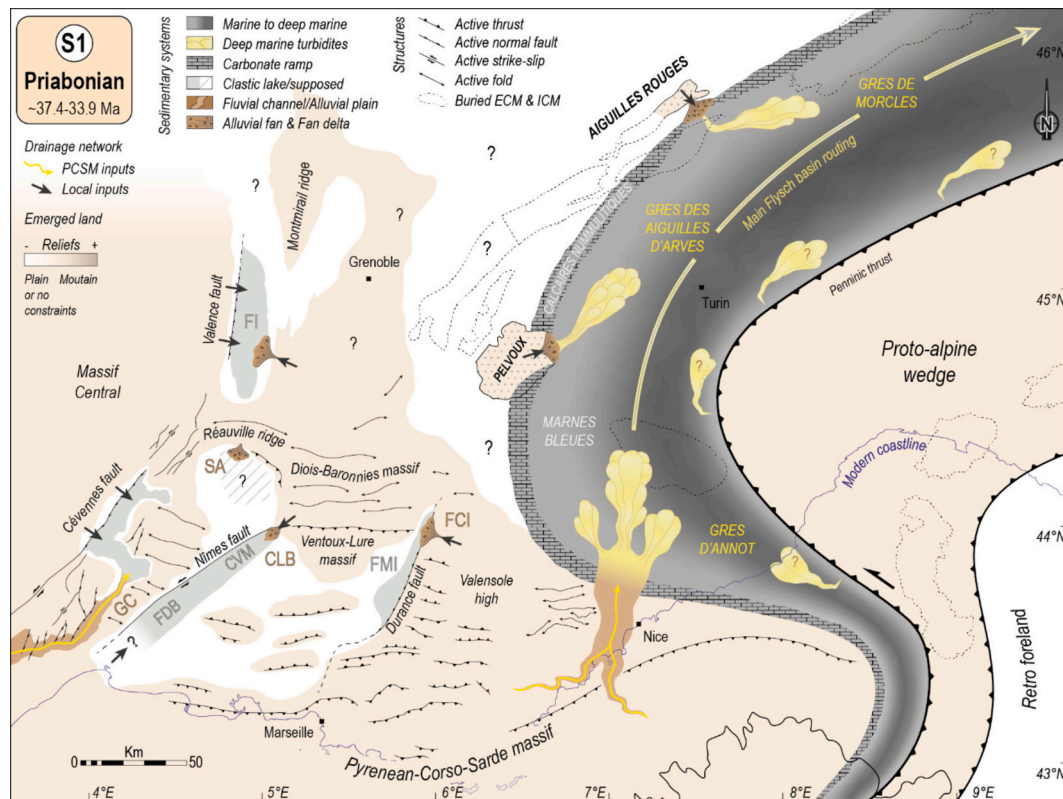 S1
Priabonian
~37.4-33.9 Ma
Drainage network
PCSM inputs
Local inputs
Emerged land
- Reliefs +
Plain Moutain
or no
constraints
Sedimentary systems
Marine to deep marine
Deep marine turbidites
Carbonate ramp
Clastic lake/supposed
Fluvial channel/Alluvial plain
Alluvial fan & Fan delta
Structures
Active thrust
Active normal fault
Active strike-slip
Active fold
Buried ECM & ICM
46°N
N
GRES DE
MORCLES
AIGUILLES ROUGES
?
?
Main Flysch basin routing
?
Montmirail ridge
?
?
GRES DES
AIGUILLES
D'ARVES
CALCAIRES NUMMULITIQUES
Grenoble
?
Penninic thrust
Turin
45°N
Valence fault
FI
?
PELVOUX
?
Proto-alpine
wedge
Massif
Central
MARNES
BLEUES
Réauville ridge
?
Modern coastline
SA
?
Diois-Baronnies massif
Cévennes fault
44°N
FCI
Nîmes fault
CVM
CLB
Ventoux-Lure
massif
FMI
GRES
D'ANNOT
?
Durance fault
Valensole
high
GC
FDB
?
Nice
Retro foreland
Marseille
Km
0 50
Pyrenean-Corso-Sarde massif
43°N
4°E 5°E 6°E 7°E 8°E 9°E